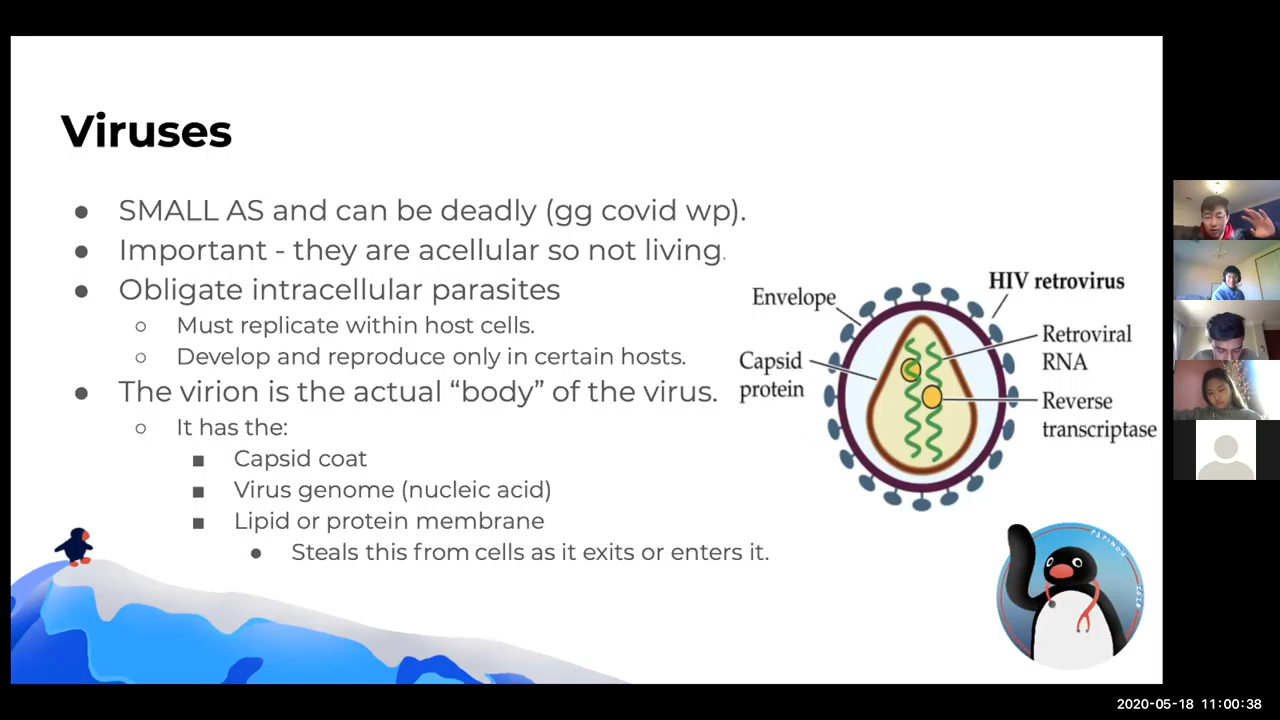 Viruses
● SMALL AS and can be deadly (gg covid wp).
● Important - they are acellular so not living.
● Obligate intracellular parasites
○ Must replicate within host cells.
○ Develop and reproduce only in certain hosts.
● The virion is the actual “body” of the virus.
○ It has the:
■ Capsid coat
■ Virus genome (nucleic acid)
■ Lipid or protein membrane
● Steals this from cells as it exits or enters it.
HIV retrovirus
Envelope
Retroviral
RNA
Capsid
protein
Reverse
transcriptase
2020-05-18 11:00:38